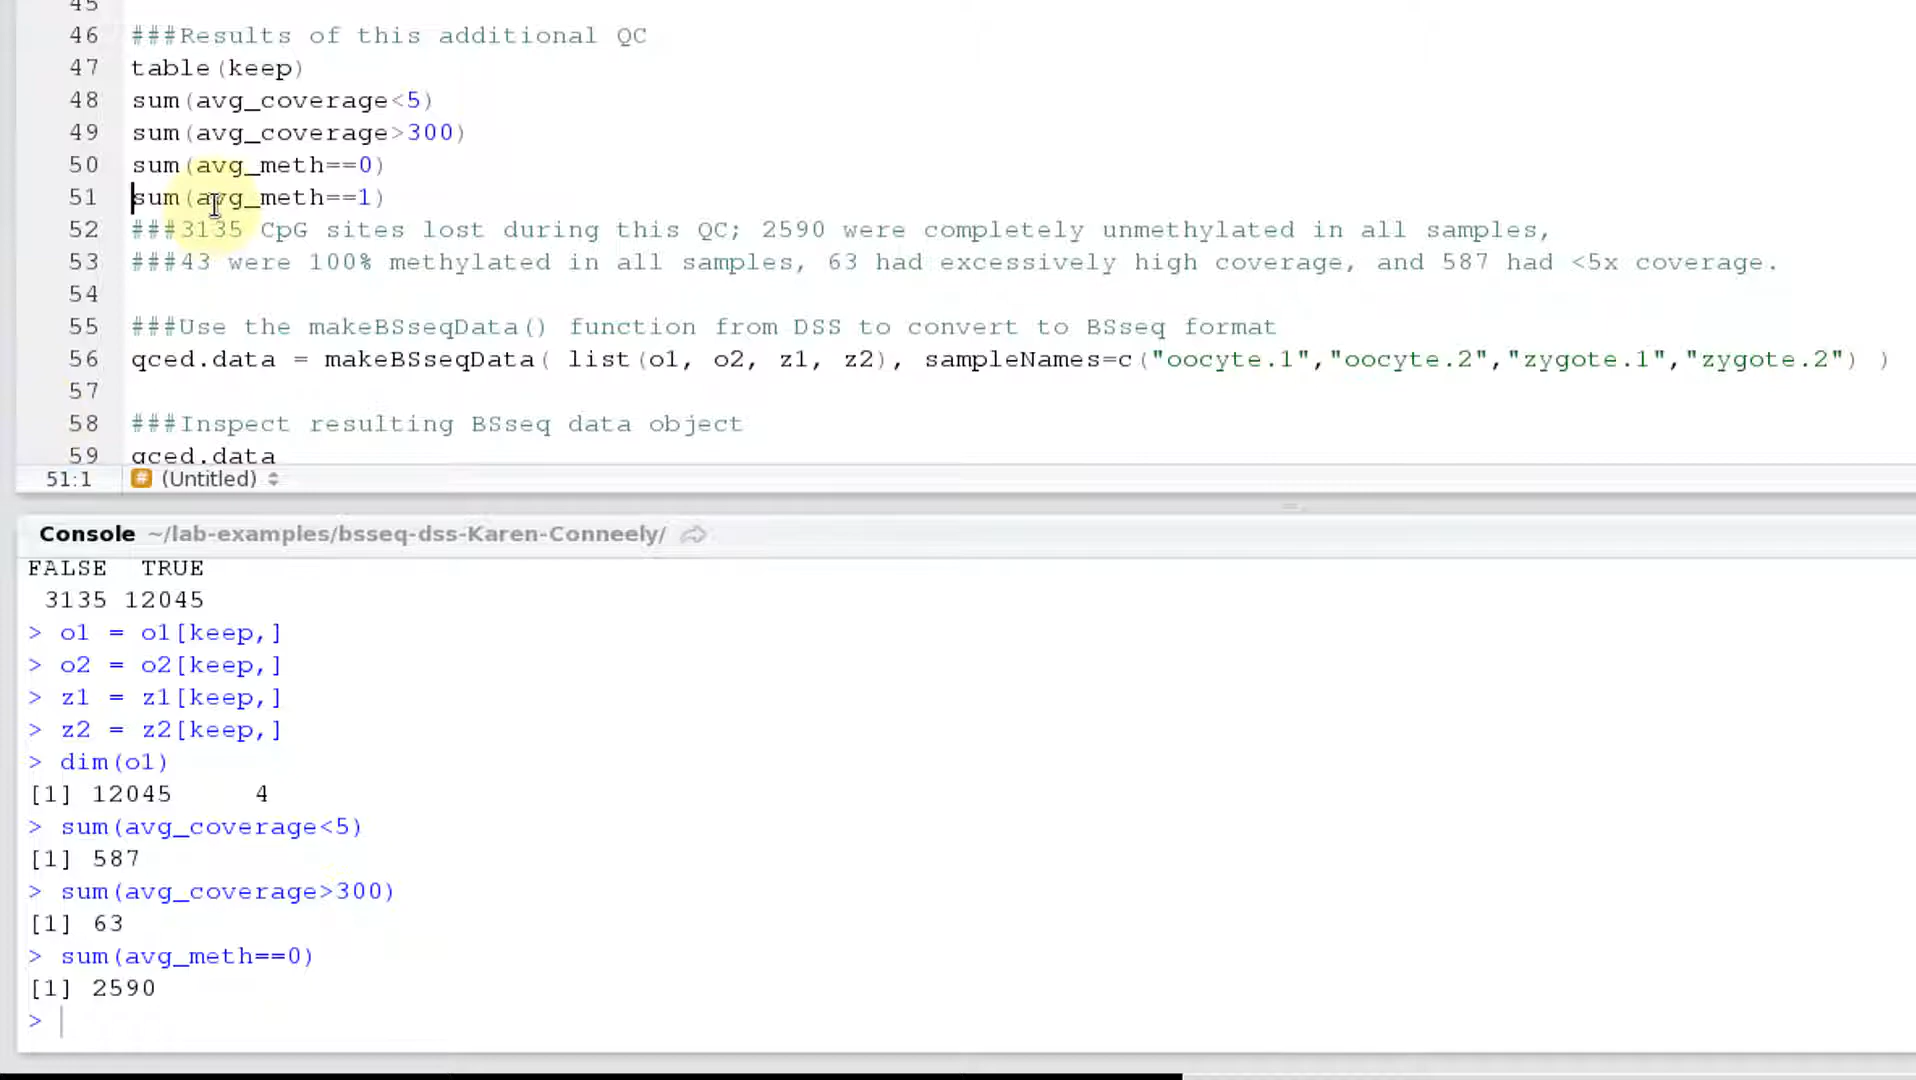 45
46 ###Results of this additional QC
47 table(keep)
48 sum(avg_coverage<5)
49 sum(avg_coverage>300)
50 sum(avg_meth==0)
51 sum(avg_meth==1)
52 ###3135 CpG sites lost during this QC; 2590 were completely unmethylated in all samples,
53 ###43 were 100% methylated in all samples, 63 had excessively high coverage, and 587 had <5x coverage.
54
55 ###Use the makeBSseqData() function from DSS to convert to BSseq format
56 qced.data = makeBSseqData( list(o1, o2, z1, z2), sampleNames=c("oocyte.1","oocyte.2","zygote.1","zygote.2") )
57
58 ###Inspect resulting BSseq data object
59 qced.data
51:1 # (Untitled)
Console ~/lab-examples/bsseq-dss-Karen-Conneely/
FALSE TRUE
3135 12045
> o1 = o1[keep,]
> o2 = o2[keep,]
> z1 = z1[keep,]
> z2 = z2[keep,]
> dim(o1)
[1] 12045 4
> sum(avg_coverage<5)
[1] 587
> sum(avg_coverage>300)
[1] 63
> sum(avg_meth==0)
[1] 2590
>